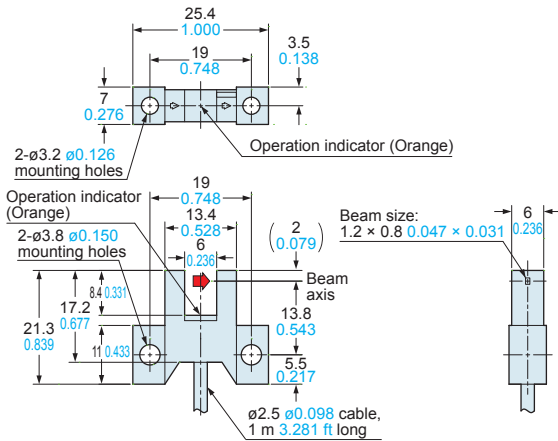 25.4
1.000
19
0.748
3.5
0.138
7
0.276
Operation indicator (Orange)
2-ø3.2 ø0.126
mounting holes
Operation indicator
(Orange)
2-ø3.8 ø0.150
mounting holes
19
0.748
13.4
0.528
6
0.236
(2
0.079)
Beam
axis
8.4 0.331
17.2
0.677
21.3
0.839
11 0.433
13.8
0.543
5.5
0.217
ø2.5 ø0.098 cable,
1 m 3.281 ft long
6
0.236
Beam size:
1.2 × 0.8 0.047 × 0.031